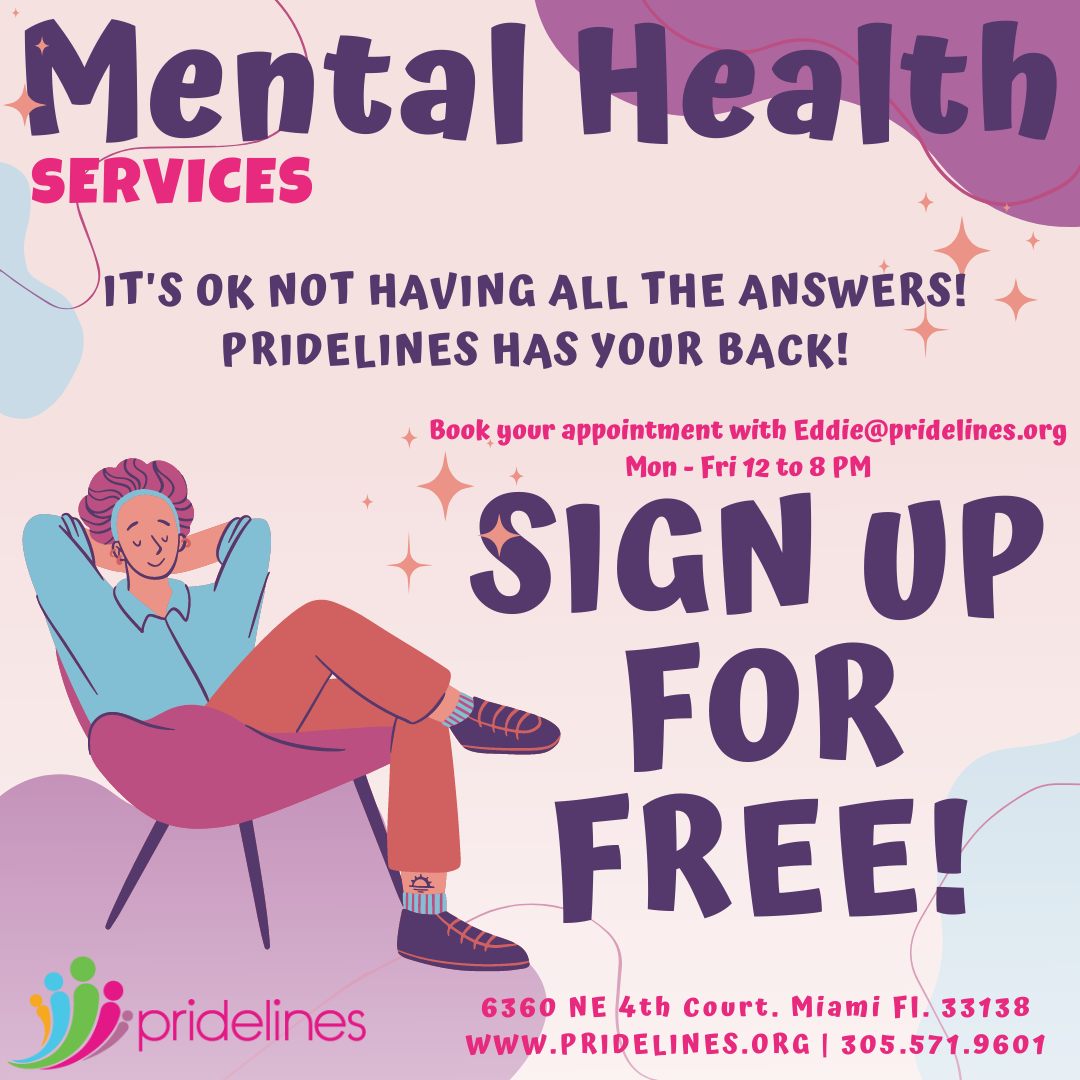 Mental Health
SERVICES
IT'S OK NOT HAVING ALL THE ANSWERS!
PRIDELINES HAS YOUR BACK!
Book your appointment with Eddie@pridelines.org
Mon - Fri 12 to 8 PM
SIGN UP
FOR
FREE!
pridelines
6360 NE 4th Court. Miami Fl. 33138
WWW.PRIDELINES.ORG | 305.571.9601